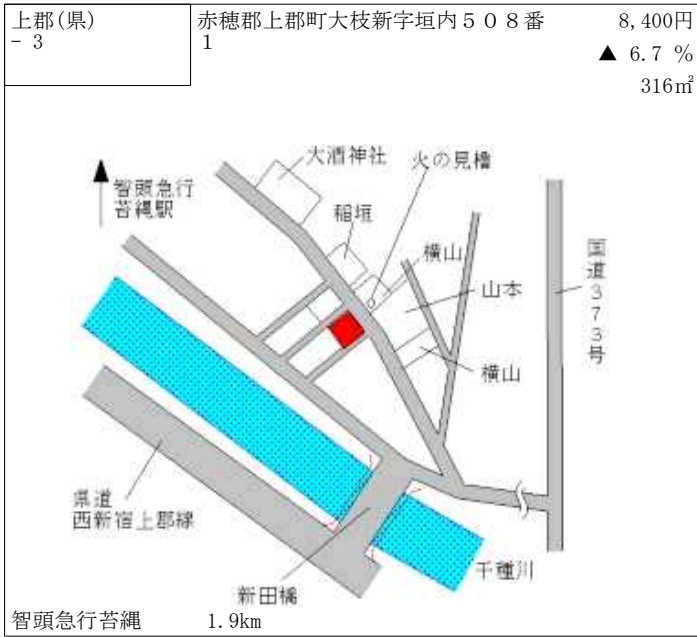 上郡(県)
- 3
赤穂郡上郡町大枝新字垣内５０８番
1
8,400円
▲ 6.7 %
316㎡
大酒神社
火の見櫓
智頭急行
苔縄駅
稲垣
横山
山本
国道３７３号
横山
県道
西新宿上郡線
新田橋
千種川
智頭急行苔縄 1.9km